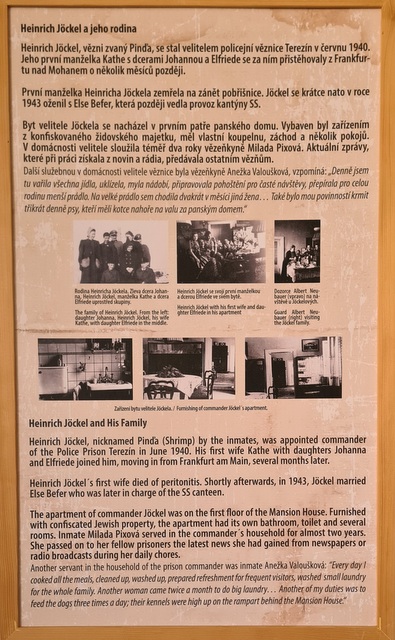 Heinrich Jöckel a jeho rodina
Heinrich Jöckel, vězni zvaný Pinďa, se stal velitelem policejní věznice Terezín v červnu 1940.
Jeho první manželka Kathe s dcerami Johannou a Elfriede se za ním přistěhovaly z Frankfur-
tu nad Mohanem o několik měsíců později.
První manželka Heinricha Jöckela zemřela na zánět pobřišnice. Jöckel se krátce nato v roce
1943 oženil s Else Befer, která později vedla provoz kantýny SS.
Byt velitele Jöckela se nacházel v prvním patře panského domu. Vybaven byl zařízením
z konfiskovaného židovského majetku, měl vlastní koupelnu, záchod a několik pokojů.
V domácnosti velitele sloužila téměř dva roky vězeňkyně Milada Pixová. Aktuální zprávy,
které při práci získala z novin a rádia, předávala ostatním vězňům.
Další služebnou v domácnosti velitele věznice byla vězeňkyně Anežka Valoušková, vzpomíná: „Denně jsem
tu vařila všechna jídla, uklízela, myla nádobí, připravovala pohoštění pro časté návštěvy, přepírala pro celou
rodinu menší prádlo. Na velké prádlo sem chodila dvakrát v měsíci jiná žena… Také bylo mou povinností krmit
třikrát denně psy, kteří měli kotce nahoře na valu za panským domem."
Rodina Heinricha Jöckela. Zleva dcera Johan-
na, Heinrich Jöckel, manželka Kathe a dcera
Elfriede uprostřed skupiny.
The family of Heinrich Jöckel. From the left:
daughter Johanna, Heinrich Jöckel, his wife
Kathe, with daughter Elfriede in the middle.
Heinrich Jöckel se svojí první manželkou
a dcerou Elfriede ve svém bytě.
Heinrich Jöckel with his first wife and dau-
ghter Elfriede in his apartment
Dozorce Albert Neu-
bauer (vpravo) na ná-
vštěvě u Jöckelových.
Guard Albert Neu-
bauer (right) visiting
the Jöckel family.
Zařízení bytu velitele Jöckela. / Furnishing of commander Jöckel´s apartment.
Heinrich Jöckel and His Family
Heinrich Jöckel, nicknamed Pinďa (Shrimp) by the inmates, was appointed commander
of the Police Prison Terezín in June 1940. His first wife Kathe with daughters Johanna
and Elfriede joined him, moving in from Frankfurt am Main, several months later.
Heinrich Jöckel´s first wife died of peritonitis. Shortly afterwards, in 1943, Jöckel married
Else Befer who was later in charge of the SS canteen.
The apartment of commander Jöckel was on the first floor of the Mansion House. Furnished
with confiscated Jewish property, the apartment had its own bathroom, toilet and several
rooms. Inmate Milada Pixová served in the commander´s household for almost two years.
She passed on to her fellow prisoners the latest news she had gained from newspapers or
radio broadcasts during her daily chores.
Another servant in the household of the prison commander was inmate Anežka Valoušková: "Every day I
cooked all the meals, cleaned up, washed up, prepared refreshment for frequent visitors, washed small laundry
for the whole family. Another woman came twice a month to do big laundry… Another of my duties was to
feed the dogs three times a day; their kennels were high up on the rampart behind the Mansion House."